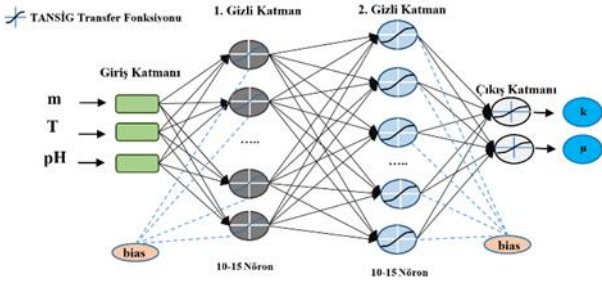 TANSİG Transfer Fonksiyonu
1. Gizli Katman
2. Gizli Katman
Giriş Katmanı
Çıkış Katmanı
m
T
pH
k
μ
.....
.....
bias
bias
10-15 Nöron
10-15 Nöron